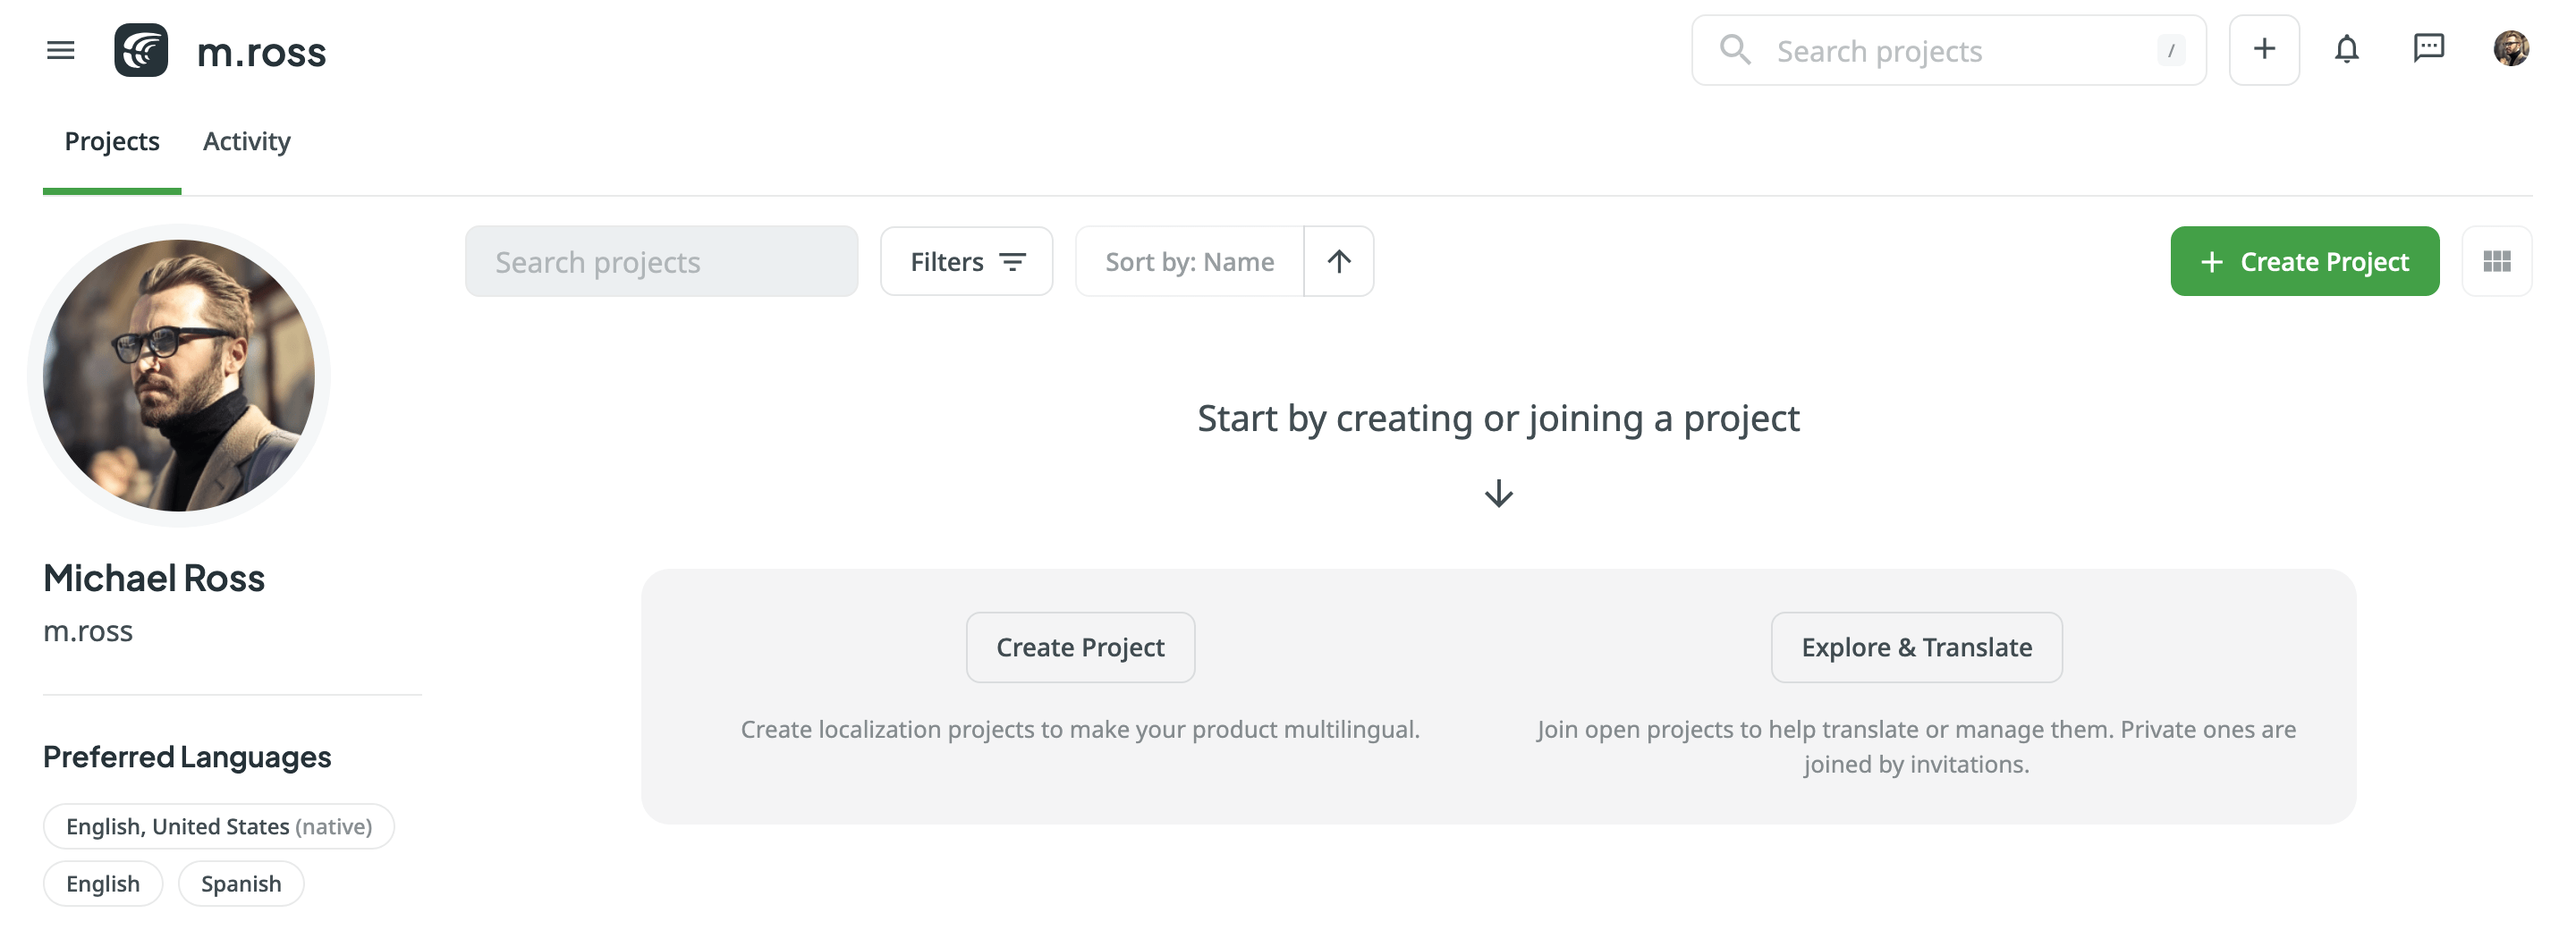 m.ross
Search projects
/
Projects
Activity
Search projects
Filters
Sort by: Name
Create Project
Start by creating or joining a project
Michael Ross
m.ross
Create Project
Explore & Translate
Create localization projects to make your product multilingual.
Join open projects to help translate or manage them. Private ones are
joined by invitations.
Preferred Languages
English, United States (native)
English
Spanish